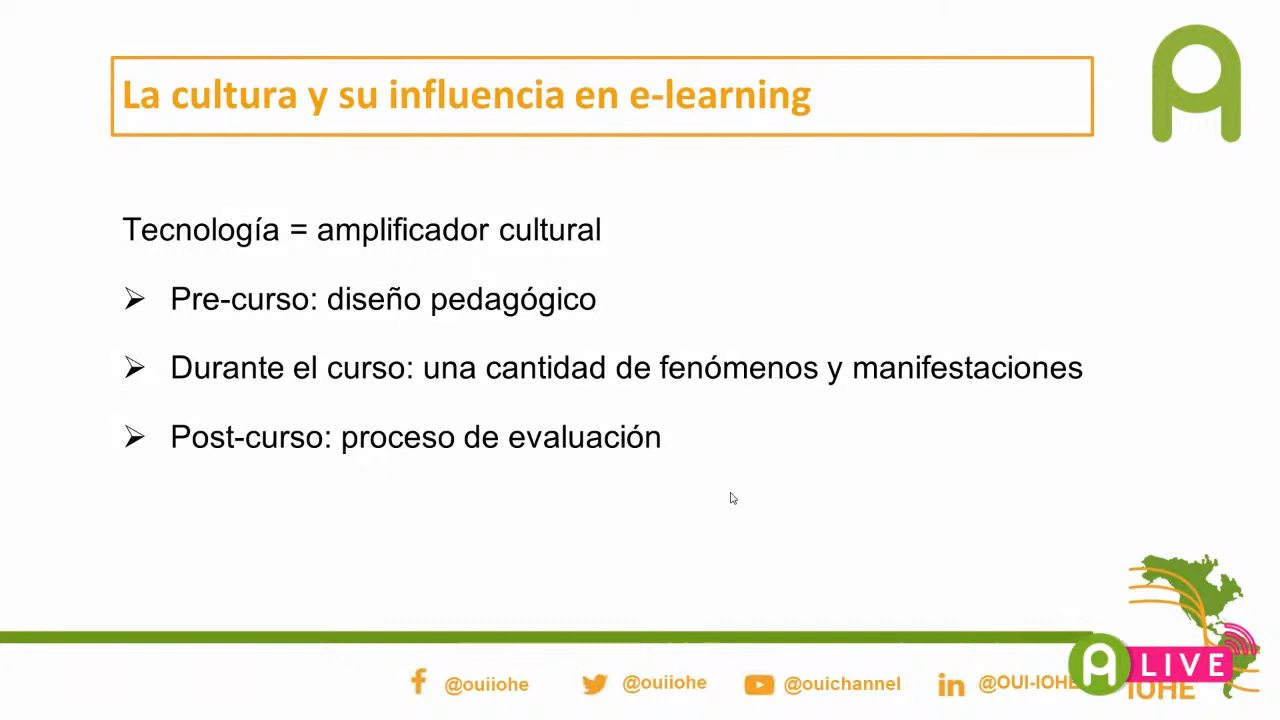 La cultura y su influencia en e-learning
Tecnología = amplificador cultural
➢ Pre-curso: diseño pedagógico
➢ Durante el curso: una cantidad de fenómenos y manifestaciones
➢ Post-curso: proceso de evaluación
@ouiiohe @ouiiohe @ouichannel @OUI-IOHE
LIVE
IOHE